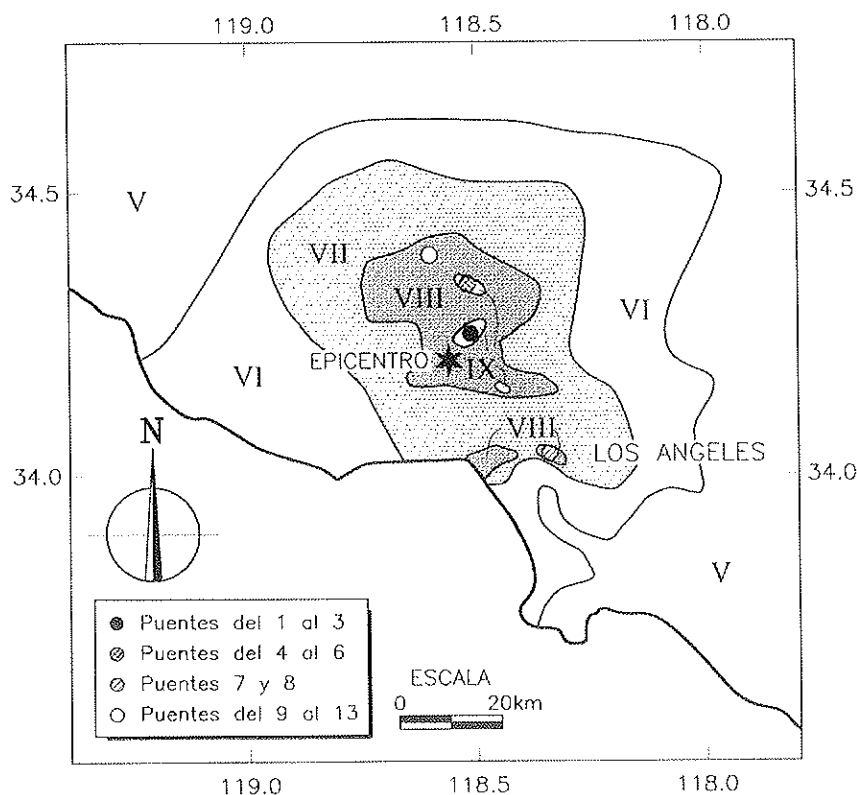 119.0 118.5 118.0
34.5 34.5
V
VII
VIII
VI
EPICENTRO
IX
VI
VIII
LOS ANGELES
N
34.0 34.0
V
Puentes del 1 al 3
Puentes del 4 al 6
Puentes 7 y 8
Puentes del 9 al 13
ESCALA
0 20km
119.0 118.5 118.0